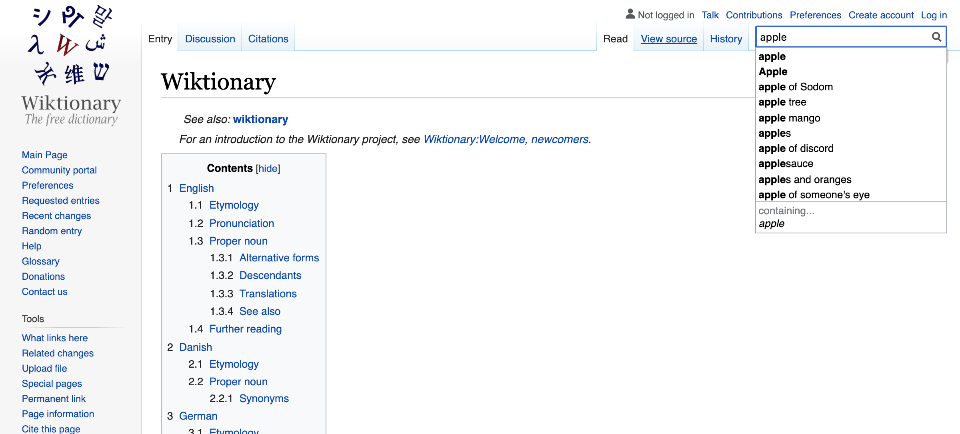 Not logged in Talk Contributions Preferences Create account Log in
Entry Discussion Citations Read View source History apple
シ Ⴥ 말
λ W ش
ऋ 维 ש
Wiktionary
The free dictionary
Main Page
Community portal
Preferences
Requested entries
Recent changes
Random entry
Help
Glossary
Donations
Contact us
Tools
What links here
Related changes
Upload file
Special pages
Permanent link
Page information
Cite this page
Wiktionary
See also: wiktionary
For an introduction to the Wiktionary project, see Wiktionary:Welcome, newcomers.
Contents [hide]
1 English
1.1 Etymology
1.2 Pronunciation
1.3 Proper noun
1.3.1 Alternative forms
1.3.2 Descendants
1.3.3 Translations
1.3.4 See also
1.4 Further reading
2 Danish
2.1 Etymology
2.2 Proper noun
2.2.1 Synonyms
3 German
3.1 Etymology
apple
Apple
apple of Sodom
apple tree
apple mango
apples
apple of discord
applesauce
apples and oranges
apple of someone's eye
containing...
apple